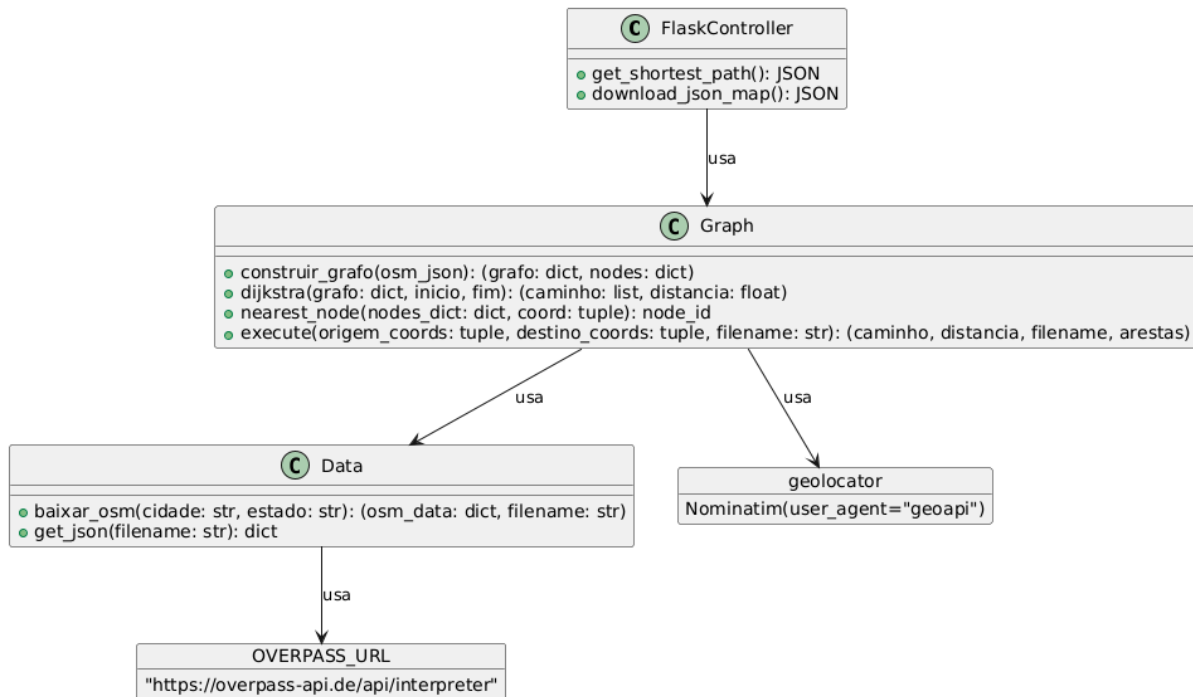 C FlaskController
get_shortest_path(): JSON
download_json_map(): JSON
usa
C Graph
construir_grafo(osm_json): (grafo: dict, nodes: dict)
dijkstra(grafo: dict, inicio, fim): (caminho: list, distancia: float)
nearest_node(nodes_dict: dict, coord: tuple): node_id
execute(origem_coords: tuple, destino_coords: tuple, filename: str): (caminho, distancia, filename, arestas)
usa
usa
C Data
baixar_osm(cidade: str, estado: str): (osm_data: dict, filename: str)
get_json(filename: str): dict
geolocator
Nominatim(user_agent="geoapi")
usa
OVERPASS_URL
"https://overpass-api.de/api/interpreter"